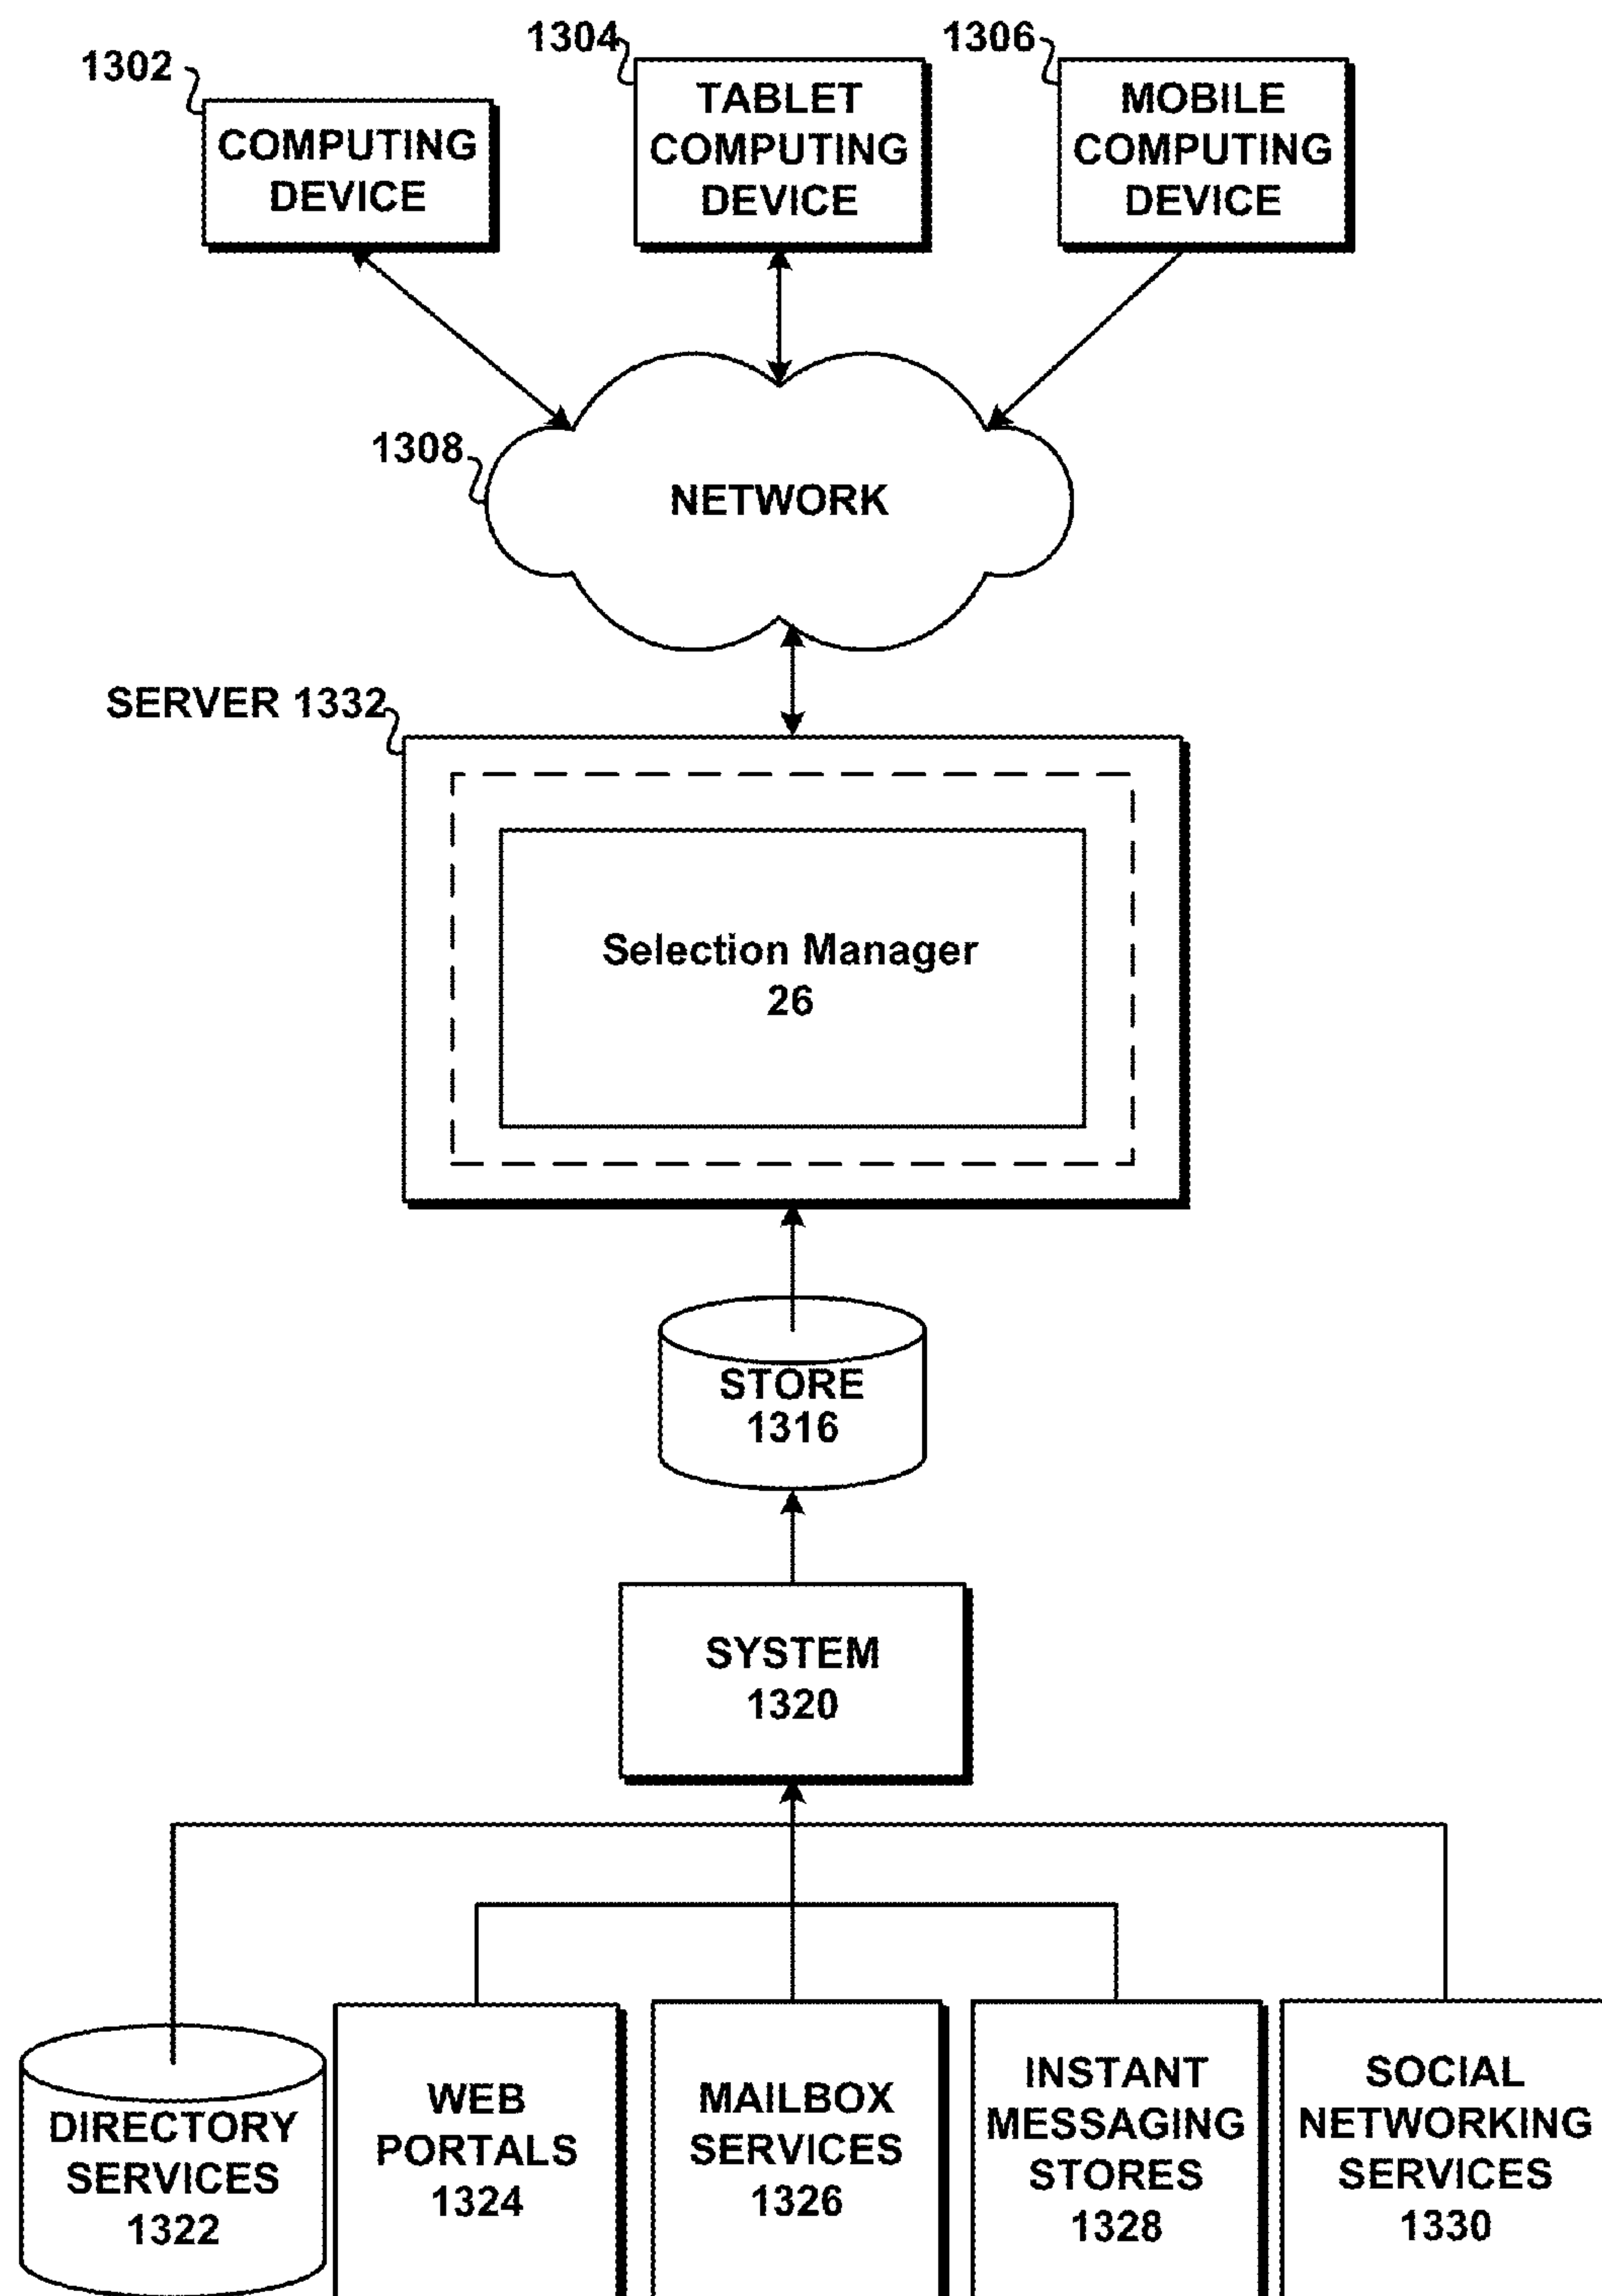 1302
COMPUTING
DEVICE
1304
TABLET
COMPUTING
DEVICE
1306
MOBILE
COMPUTING
DEVICE
1308
NETWORK
SERVER 1332
Selection Manager
26
STORE
1316
SYSTEM
1320
DIRECTORY
SERVICES
1322
WEB
PORTALS
1324
MAILBOX
SERVICES
1326
INSTANT
MESSAGING
STORES
1328
SOCIAL
NETWORKING
SERVICES
1330